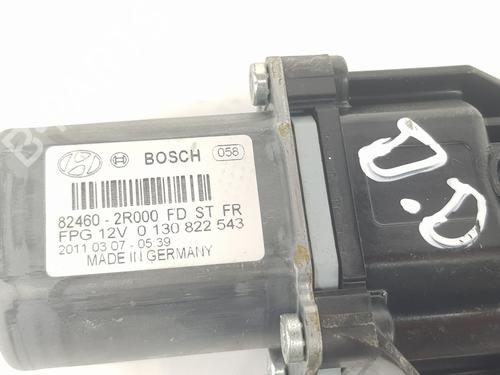 BOSCH 058
82460-2R000 FD ST FR
FPG 12V 0 130 822 543
2011 03 07 - 05:39
MADE IN GERMANY
D.D